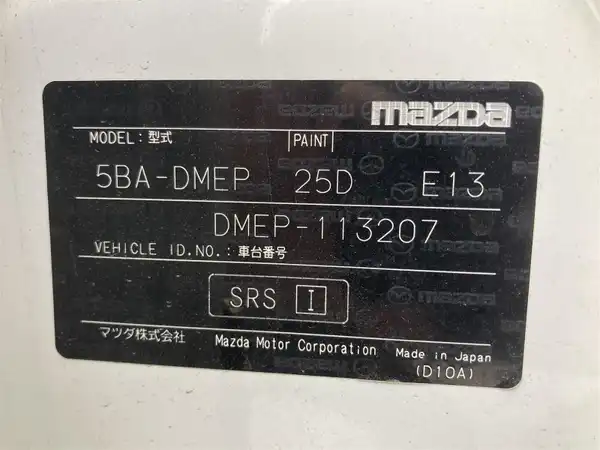 mazda
MODEL: 型式 PAINT
5BA-DMEP 25D E13
DMEP-113207
VEHICLE ID.NO.: 車台番号
SRS I
マツダ株式会社 Mazda Motor Corporation Made in Japan
(D10A)